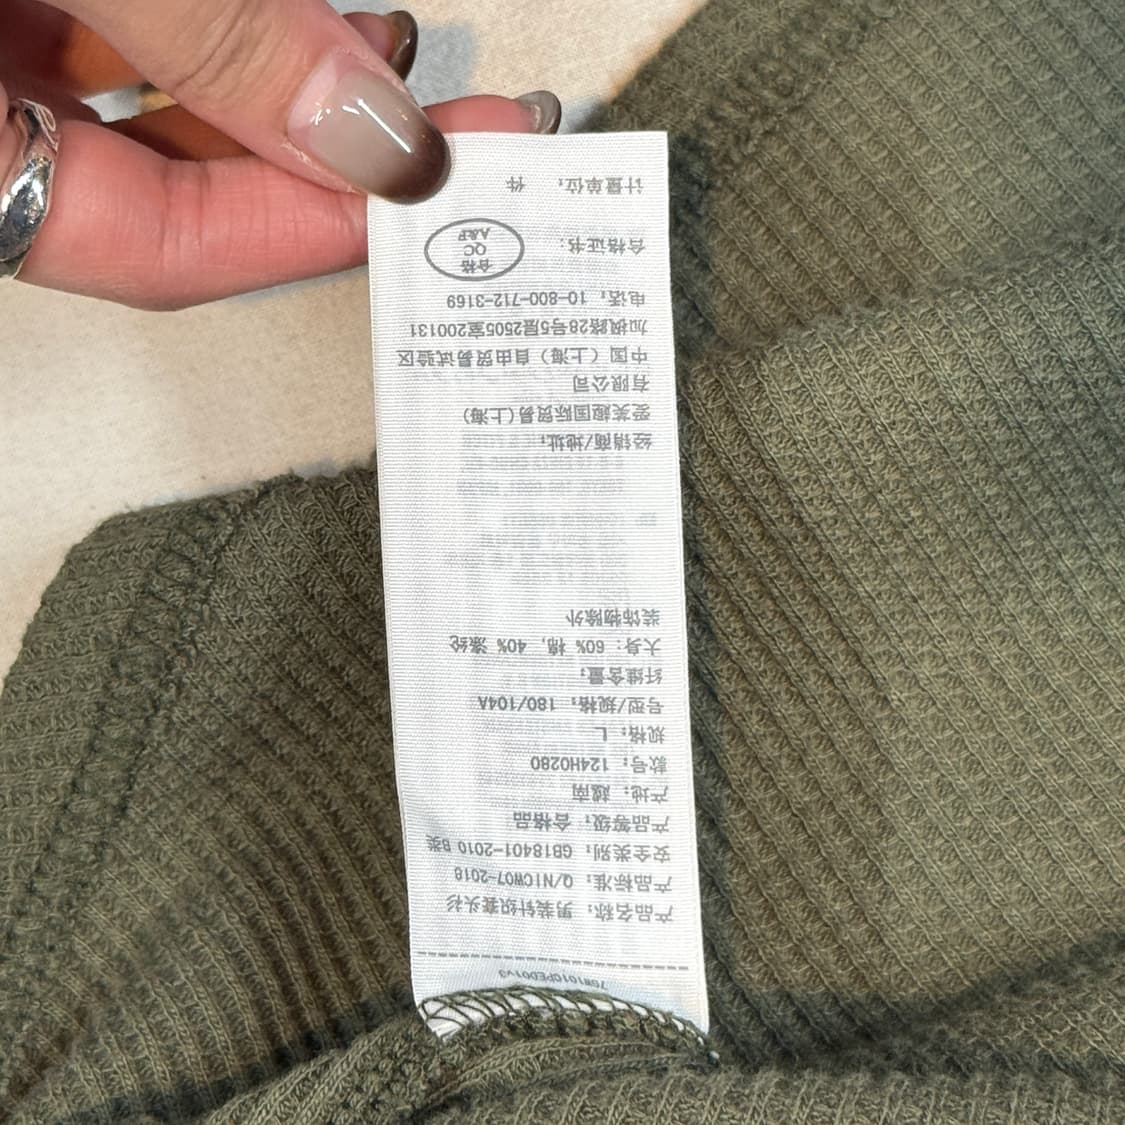 7GW101QPED01v3
产品名称: 男装针织套头衫
产品标准: Q/NICW07-2018
安全类别: GB18401-2010 B类
产品等级: 合格品
产地: 越南
款号: 124H0280
规格: L
号型/规格: 180/104A
纤维含量:
大身: 60% 棉, 40% 涤纶
装饰物除外
经销商/地址:
爱芙趣国际贸易(上海)
有限公司
中国 (上海) 自由贸易试验区
加枫路28号5层2505室200131
电话: 10-800-712-3169
合格证书:
合格
QC
A&F
计量单位: 件